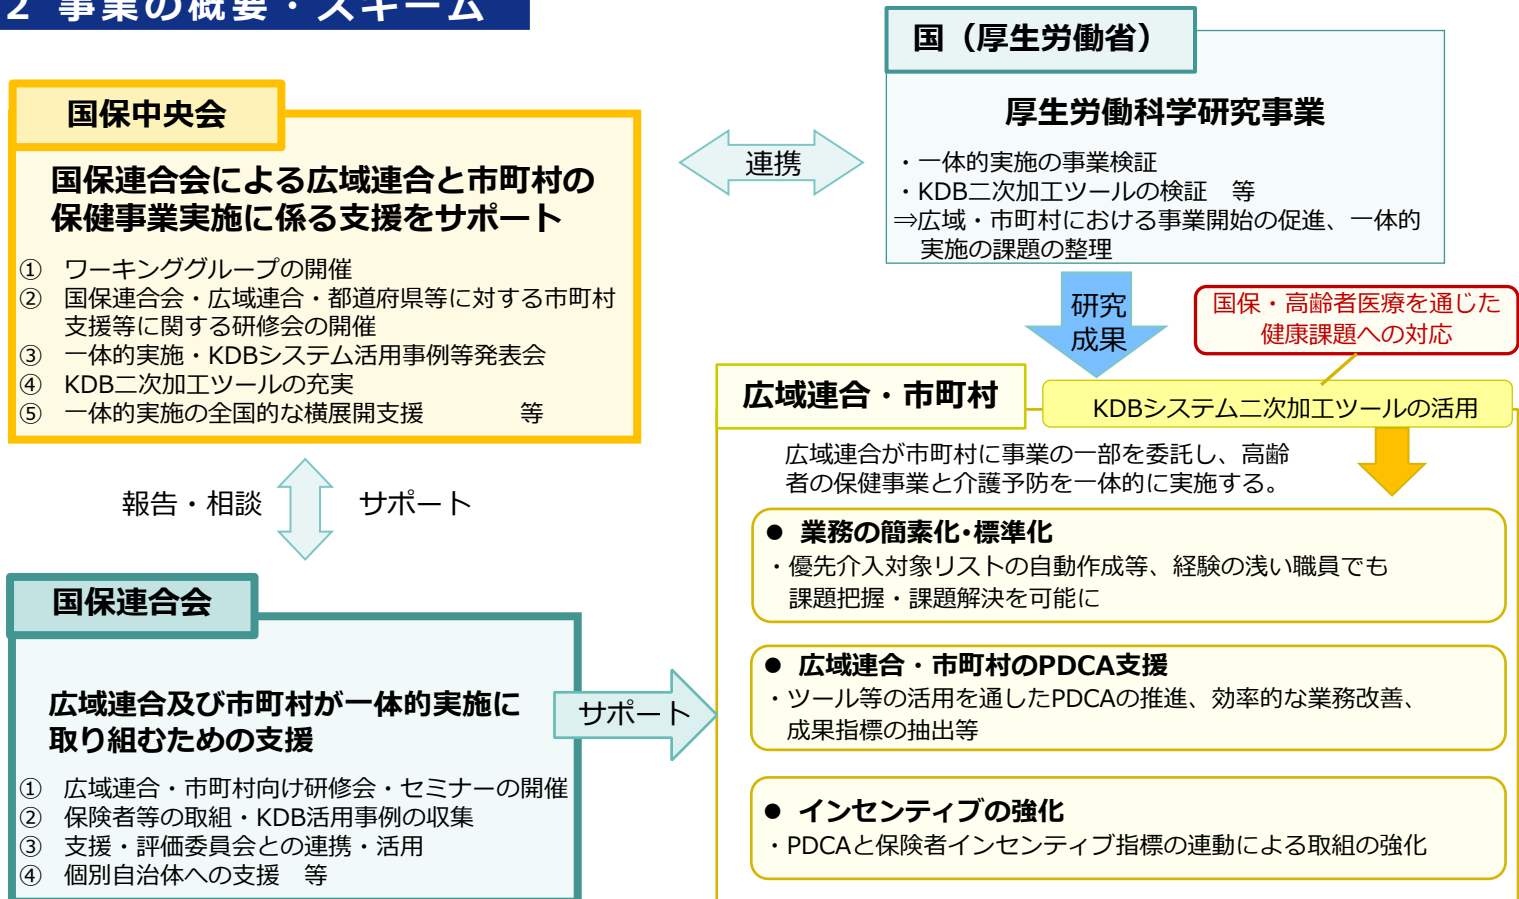 2 事業の概要・スキーム
国(厚生労働省)
厚生労働科学研究事業
・一体的実施の事業検証
・KDB二次加工ツールの検証 等
⇒広域・市町村における事業開始の促進、一体的
実施の課題の整理
国保中央会
国保連合会による広域連合と市町村の
保健事業実施に係る支援をサポート
① ワーキンググループの開催
② 国保連合会・広域連合・都道府県等に対する市町村
支援等に関する研修会の開催
③ 一体的実施・KDBシステム活用事例等発表会
④ KDB二次加工ツールの充実
⑤ 一体的実施の全国的な横展開支援 等
連携
研究
成果
国保・高齢者医療を通じた
健康課題への対応
報告・相談
サポート
国保連合会
広域連合及び市町村が一体的実施に
取り組むための支援
① 広域連合・市町村向け研修会・セミナーの開催
② 保険者等の取組・KDB活用事例の収集
③ 支援・評価委員会との連携・活用
④ 個別自治体への支援 等
サポート
広域連合・市町村
KDBシステム二次加工ツールの活用
広域連合が市町村に事業の一部を委託し、高齢
者の保健事業と介護予防を一体的に実施する。
● 業務の簡素化・標準化
・優先介入対象リストの自動作成等、経験の浅い職員でも
課題把握・課題解決を可能に
● 広域連合・市町村のPDCA支援
・ツール等の活用を通したPDCAの推進、効率的な業務改善、
成果指標の抽出等
● インセンティブの強化
・PDCAと保険者インセンティブ指標の連動による取組の強化